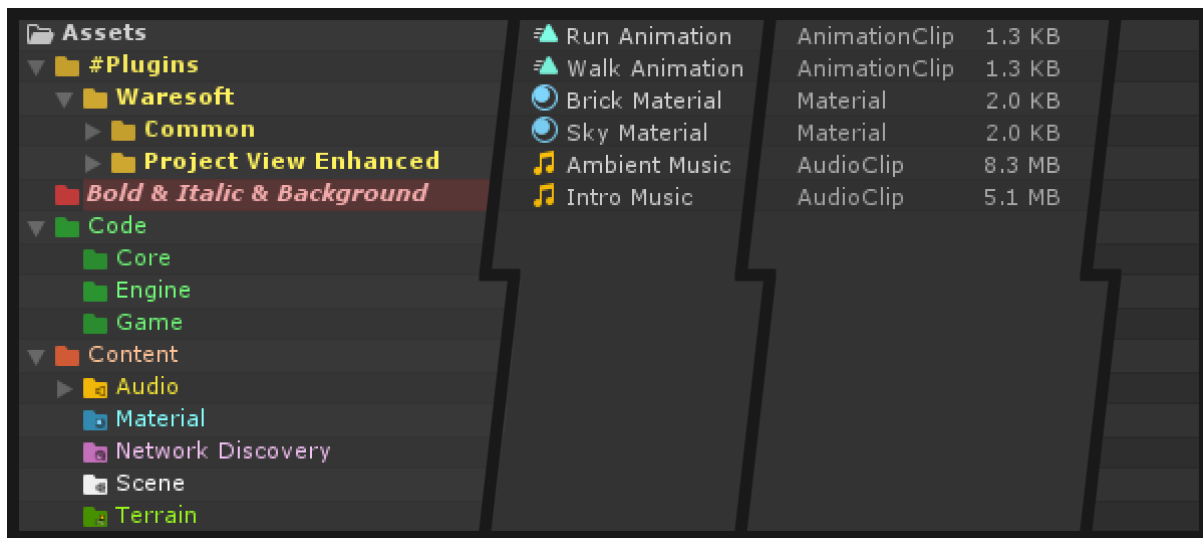 Assets
#Plugins
Waresoft
Common
Project View Enhanced
Bold & Italic & Background
Code
Core
Engine
Game
Content
Audio
Material
Network Discovery
Scene
Terrain
Run Animation AnimationClip 1.3 KB
Walk Animation AnimationClip 1.3 KB
Brick Material Material 2.0 KB
Sky Material Material 2.0 KB
Ambient Music AudioClip 8.3 MB
Intro Music AudioClip 5.1 MB